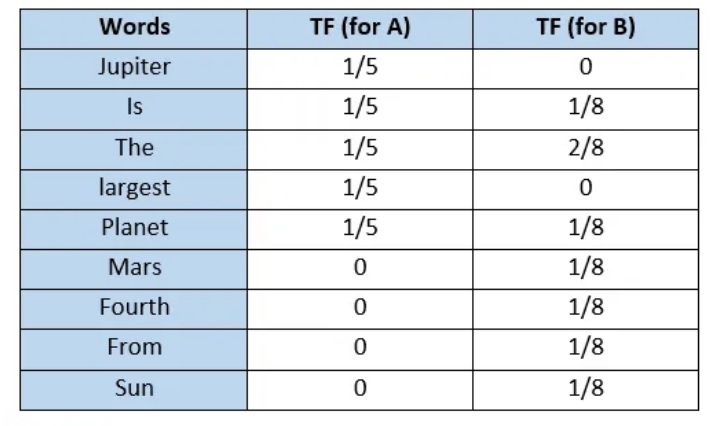 Words TF (for A) TF (for B)
Jupiter 1/5 0
Is 1/5 1/8
The 1/5 2/8
largest 1/5 0
Planet 1/5 1/8
Mars 0 1/8
Fourth 0 1/8
From 0 1/8
Sun 0 1/8